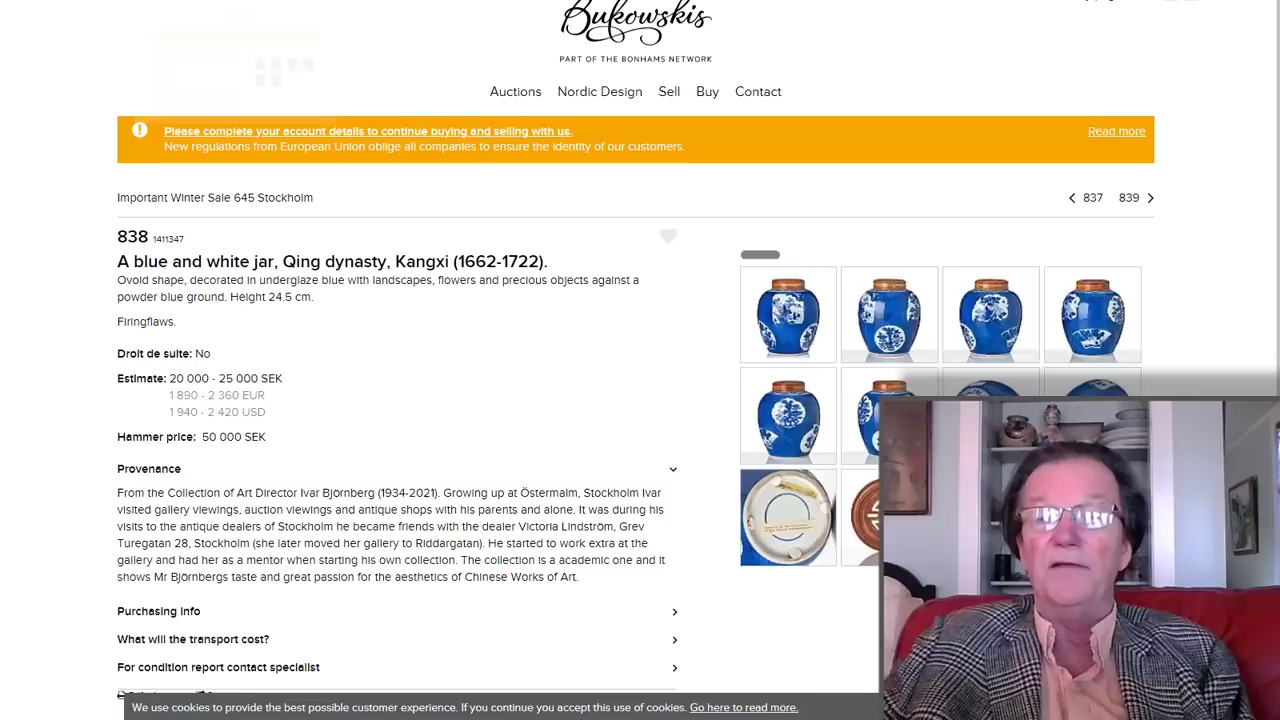 Bukowskis
PART OF THE BONHAMS NETWORK
Auctions Nordic Design Sell Buy Contact
Please complete your account details to continue buying and selling with us.
Read more
New regulations from European Union oblige all companies to ensure the identity of our customers.
Important Winter Sale 645 Stockholm
837 839
838 1411347
A blue and white jar, Qing dynasty, Kangxi (1662-1722).
Ovoid shape, decorated in underglaze blue with landscapes, flowers and precious objects against a
powder blue ground. Height 24.5 cm.
Firingflaws.
Droit de suite: No
Estimate: 20 000 - 25 000 SEK
1 890 - 2 360 EUR
1 940 - 2 420 USD
Hammer price: 50 000 SEK
Provenance
From the Collection of Art Director Ivar Björnberg (1934-2021). Growing up at Östermalm, Stockholm Ivar
visited gallery viewings, auction viewings and antique shops with his parents and alone. It was during his
visits to the antique dealers of Stockholm he became friends with the dealer Victoria Lindström, Grev
Turegatan 28, Stockholm (she later moved her gallery to Riddargatan). He started to work extra at the
gallery and had her as a mentor when starting his own collection. The collection is a academic one and it
shows Mr Björnbergs taste and great passion for the aesthetics of Chinese Works of Art.
Purchasing info
What will the transport cost?
For condition report contact specialist
We use cookies to provide the best possible customer experience. If you continue you accept this use of cookies. Go here to read more.